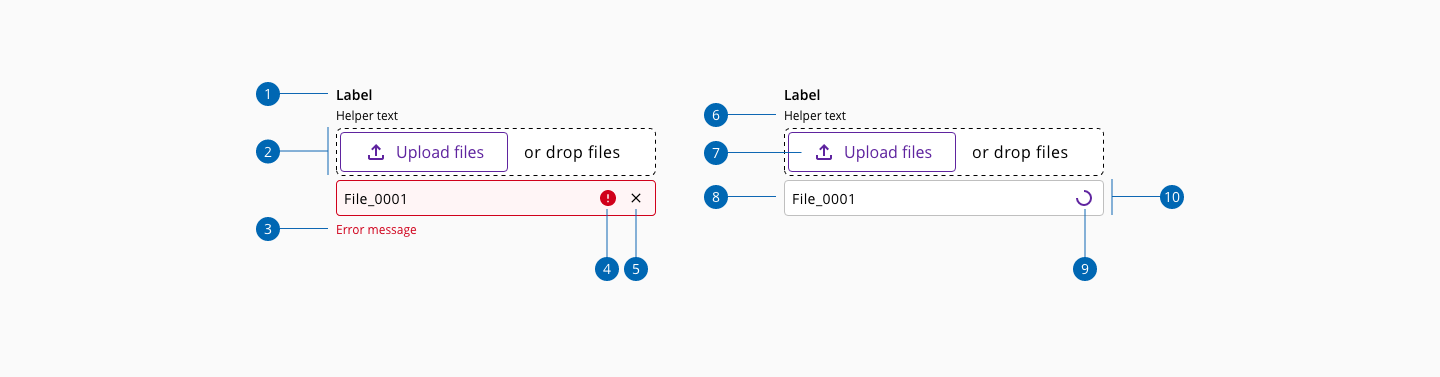 1 Label
Helper text
2 Upload files or drop files
File_0001
3 Error message
4 5
Label
6 Helper text
7 Upload files or drop files
8 File_0001 10
9